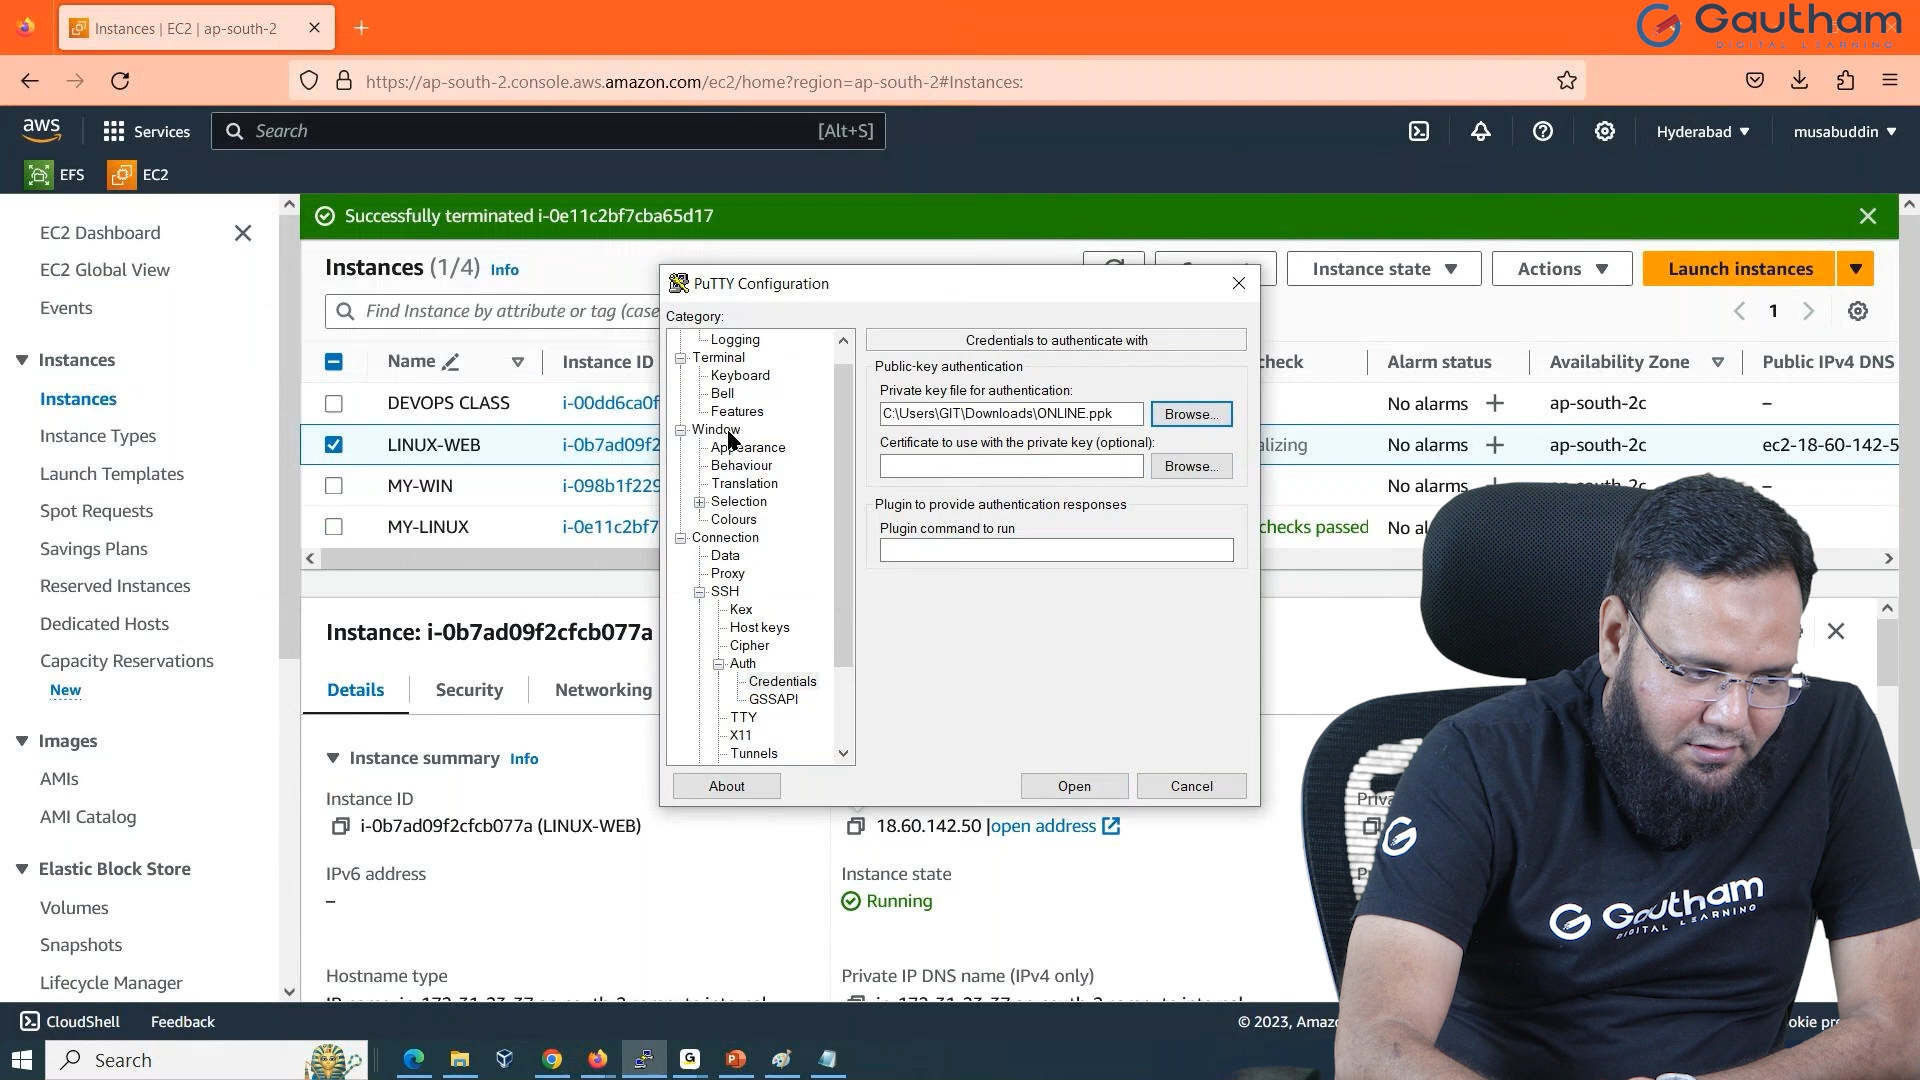 Instances | EC2 | ap-south-2
Gautham
DIGITAL LEARNING
https://ap-south-2.console.aws.amazon.com/ec2/home?region=ap-south-2#Instances:
aws
Services
Search
[Alt+S]
Hyderabad
musabuddin
EFS
EC2
EC2 Dashboard
EC2 Global View
Events
Instances
Instances
Instance Types
Launch Templates
Spot Requests
Savings Plans
Reserved Instances
Dedicated Hosts
Capacity Reservations
New
Images
AMIs
AMI Catalog
Elastic Block Store
Volumes
Snapshots
Lifecycle Manager
Successfully terminated i-0e11c2bf7cba65d17
Instances (1/4) Info
Instance state
Actions
Launch instances
Find Instance by attribute or tag (case
1
Name
Instance ID
check
Alarm status
Availability Zone
Public IPv4 DNS
DEVOPS CLASS
i-00dd6ca0f
No alarms
ap-south-2c
–
LINUX-WEB
i-0b7ad09f2
alizing
No alarms
ap-south-2c
ec2-18-60-142-5
MY-WIN
i-098b1f229
No alarms
ap-south-2c
–
MY-LINUX
i-0e11c2bf7
checks passed
No al
PuTTY Configuration
Category:
Logging
Terminal
Keyboard
Bell
Features
Window
Appearance
Behaviour
Translation
Selection
Colours
Connection
Data
Proxy
SSH
Kex
Host keys
Cipher
Auth
Credentials
GSSAPI
TTY
X11
Tunnels
Credentials to authenticate with
Public-key authentication
Private key file for authentication:
C:\Users\GIT\Downloads\ONLINE.ppk
Browse...
Certificate to use with the private key (optional):
Browse...
Plugin to provide authentication responses
Plugin command to run
About
Open
Cancel
Instance: i-0b7ad09f2cfcb077a
Details
Security
Networking
Instance summary Info
Instance ID
i-0b7ad09f2cfcb077a (LINUX-WEB)
18.60.142.50 |open address
Priva
IPv6 address
–
Instance state
Running
Hostname type
Private IP DNS name (IPv4 only)
G Gautham
DIGITAL LEARNING
CloudShell
Feedback
© 2023, Amazo
okie pre
Search